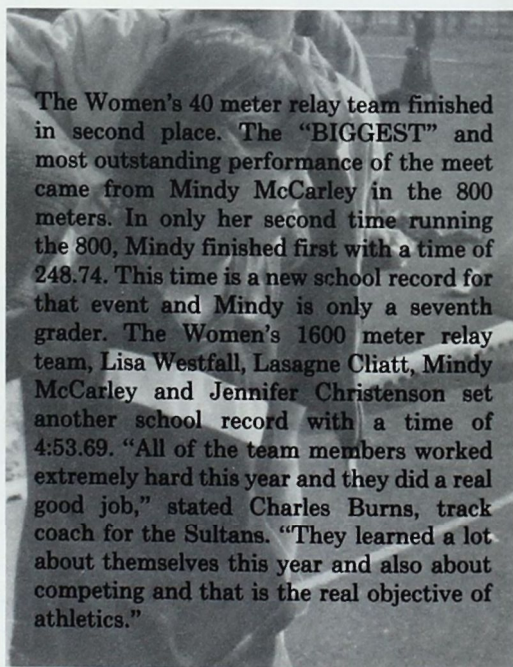 The Women's 40 meter relay team finished
in second place. The "BIGGEST" and
most outstanding performance of the meet
came from Mindy McCarley in the 800
meters. In only her second time running
the 800, Mindy finished first with a time of
248.74. This time is a new school record for
that event and Mindy is only a seventh
grader. The Women's 1600 meter relay
team, Lisa Westfall, Lasagne Cliatt, Mindy
McCarley and Jennifer Christenson set
another school record with a time of
4:53.69. "All of the team members worked
extremely hard this year and they did a real
good job," stated Charles Burns, track
coach for the Sultans. "They learned a lot
about themselves this year and also about
competing and that is the real objective of
athletics."